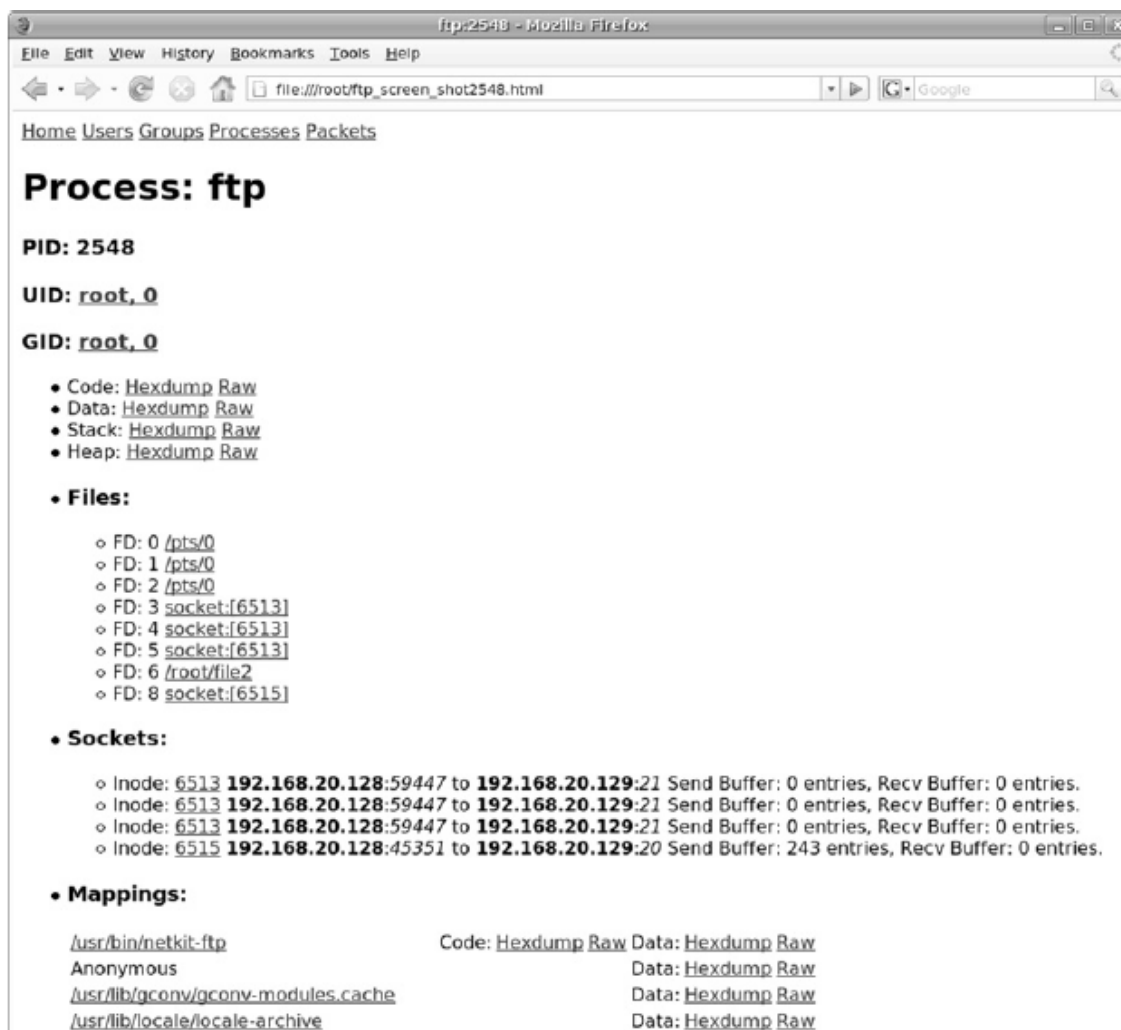 ftp:2548 - Mozilla Firefox
File Edit View History Bookmarks Tools Help
file:///root/ftp_screen_shot2548.html
G Google
Home Users Groups Processes Packets
Process: ftp
PID: 2548
UID: root, 0
GID: root, 0
• Code: Hexdump Raw
• Data: Hexdump Raw
• Stack: Hexdump Raw
• Heap: Hexdump Raw
• Files:
◦ FD: 0 /pts/0
◦ FD: 1 /pts/0
◦ FD: 2 /pts/0
◦ FD: 3 socket:[6513]
◦ FD: 4 socket:[6513]
◦ FD: 5 socket:[6513]
◦ FD: 6 /root/file2
◦ FD: 8 socket:[6515]
• Sockets:
◦ Inode: 6513 192.168.20.128:59447 to 192.168.20.129:21 Send Buffer: 0 entries, Recv Buffer: 0 entries.
◦ Inode: 6513 192.168.20.128:59447 to 192.168.20.129:21 Send Buffer: 0 entries, Recv Buffer: 0 entries.
◦ Inode: 6513 192.168.20.128:59447 to 192.168.20.129:21 Send Buffer: 0 entries, Recv Buffer: 0 entries.
◦ Inode: 6515 192.168.20.128:45351 to 192.168.20.129:20 Send Buffer: 243 entries, Recv Buffer: 0 entries.
• Mappings:
/usr/bin/netkit-ftp Code: Hexdump Raw Data: Hexdump Raw
Anonymous Data: Hexdump Raw
/usr/lib/gconv/gconv-modules.cache Data: Hexdump Raw
/usr/lib/locale/locale-archive Data: Hexdump Raw